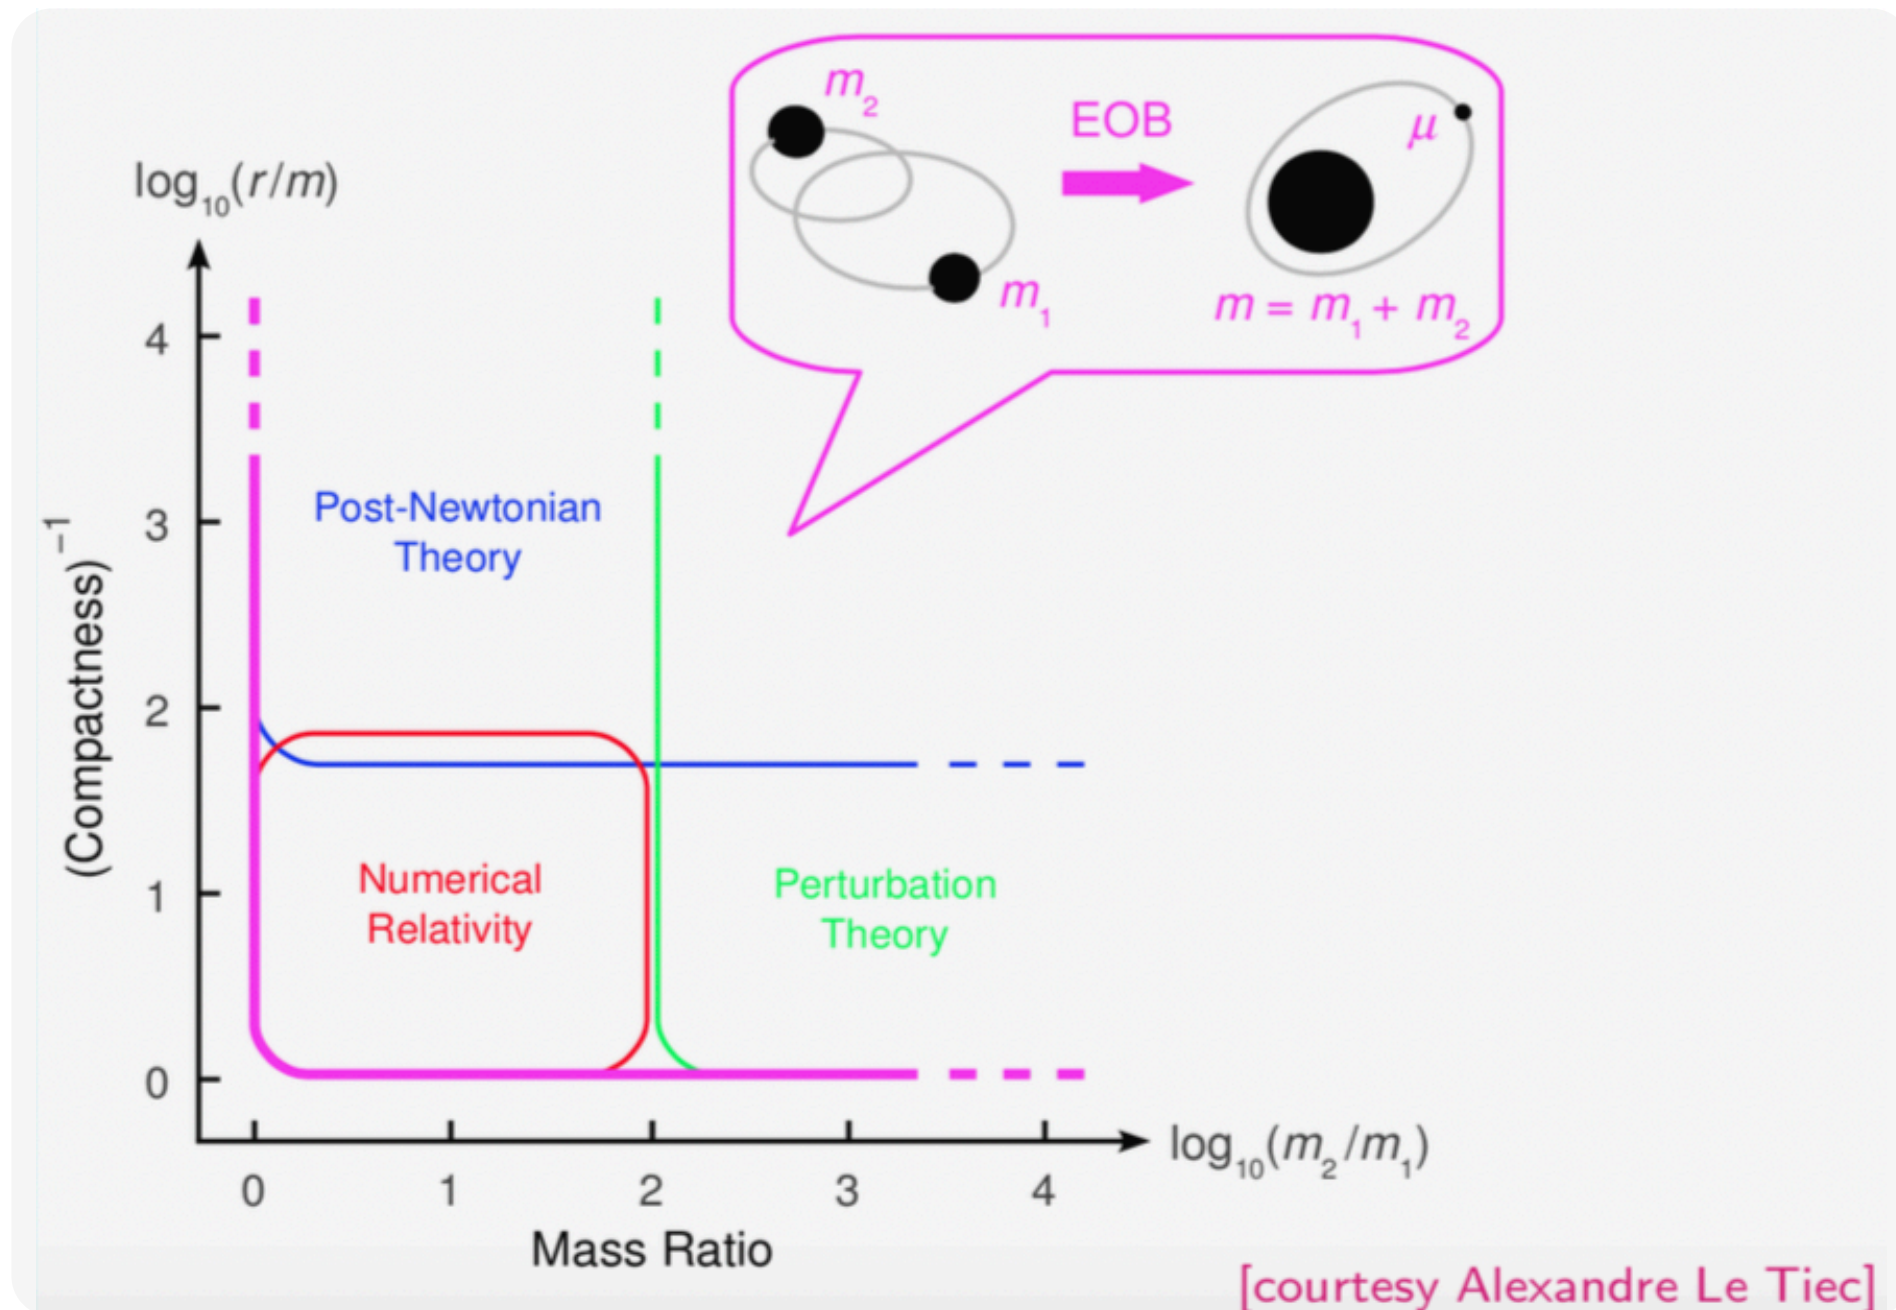 m₂
EOB
μ
m₁
m = m₁ + m₂
log₁₀(r/m)
4
3
2
1
0
(Compactness)⁻¹
Post-Newtonian
Theory
Numerical
Relativity
Perturbation
Theory
log₁₀(m₂/m₁)
0 1 2 3 4
Mass Ratio
[courtesy Alexandre Le Tiec]